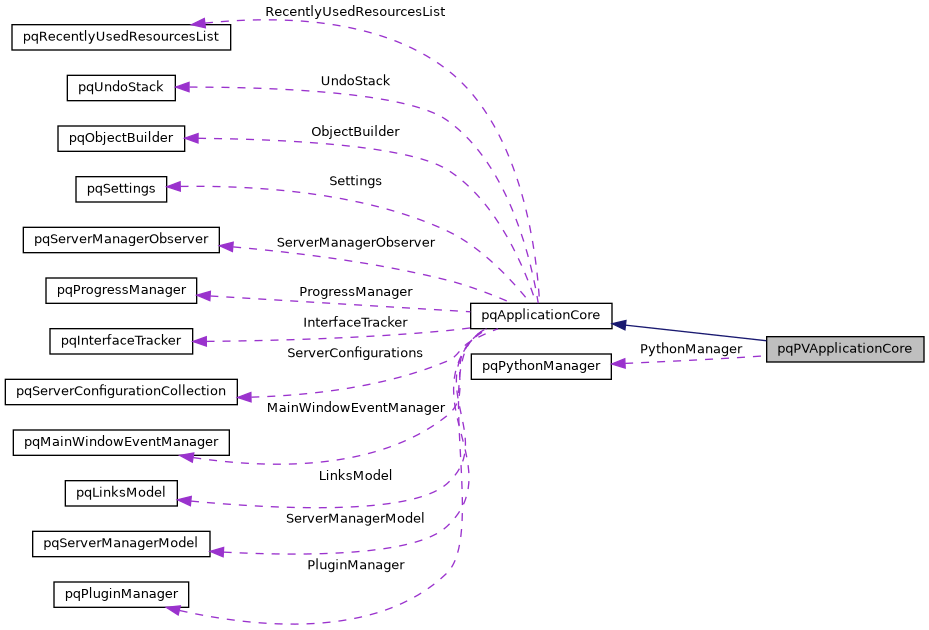 RecentlyUsedResourcesList
pqRecentlyUsedResourcesList
UndoStack
pqUndoStack
ObjectBuilder
pqObjectBuilder
Settings
pqSettings
ServerManagerObserver
pqServerManagerObserver
ProgressManager
pqProgressManager
pqApplicationCore
InterfaceTracker
pqInterfaceTracker
PythonManager
pqPVApplicationCore
ServerConfigurations
pqPythonManager
pqServerConfigurationCollection
MainWindowEventManager
pqMainWindowEventManager
LinksModel
pqLinksModel
ServerManagerModel
pqServerManagerModel
PluginManager
pqPluginManager